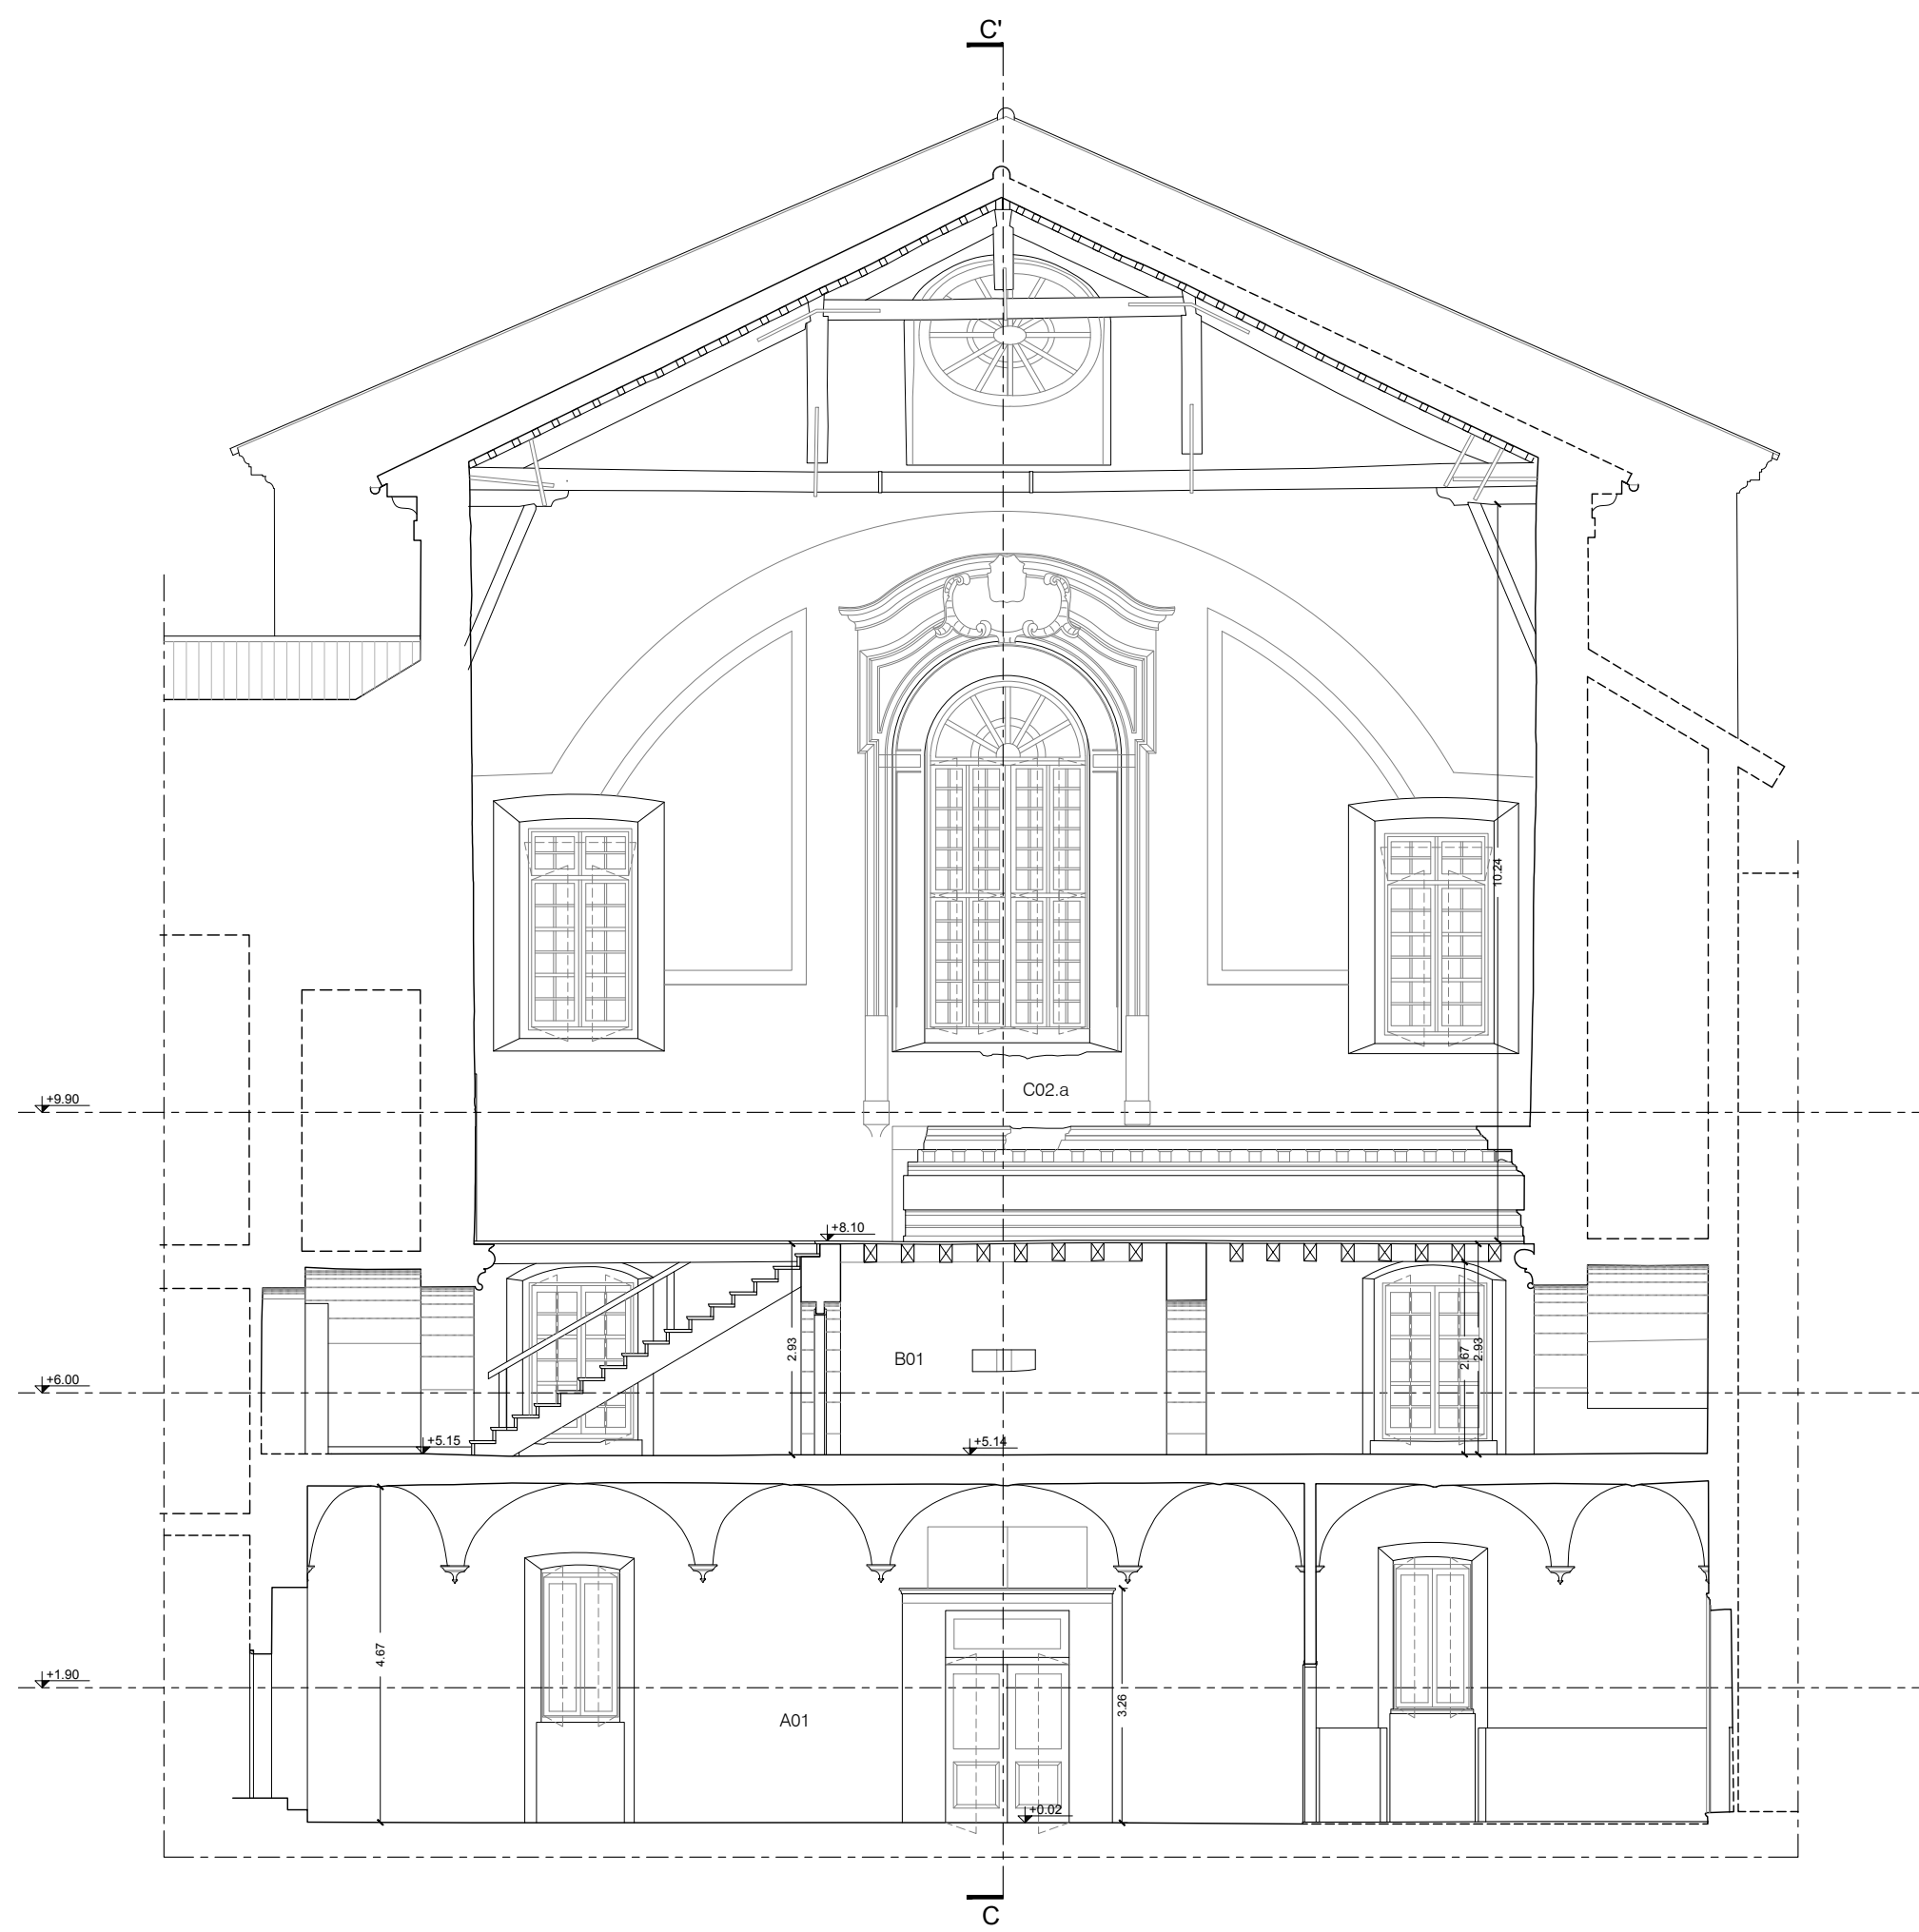 C'
10.24
C02.a
+9.90
+8.10
2.93
B01
2.67
2.93
+6.00
+5.15
+5.14
4.67
+1.90
3.26
A01
+0.02
C